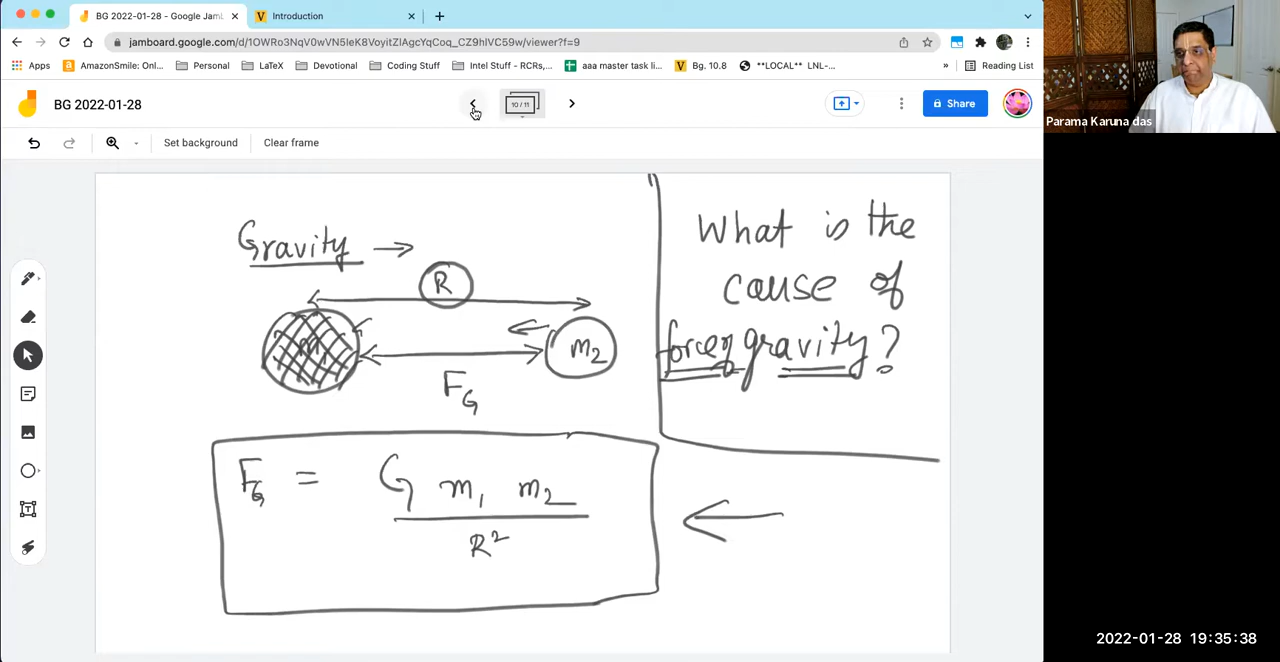 BG 2022-01-28 - Google Jam
Introduction
jamboard.google.com/d/1OWRo3NqV0wVN5leK8VoyitZlAgcYqCoq_CZ9hlVC59w/viewer?f=9
Apps
AmazonSmile: Onl...
Personal
LaTeX
Devotional
Coding Stuff
Intel Stuff - RCRs,...
aaa master task li...
Bg. 10.8
**LOCAL** LNL-...
»
Reading List
BG 2022-01-28
10 / 11
Share
Set background
Clear frame
Parama Karuna das
Gravity →
R
m2
FG
What is the
cause of
force of gravity?
FG = G m1 m2
R²
2022-01-28 19:35:38